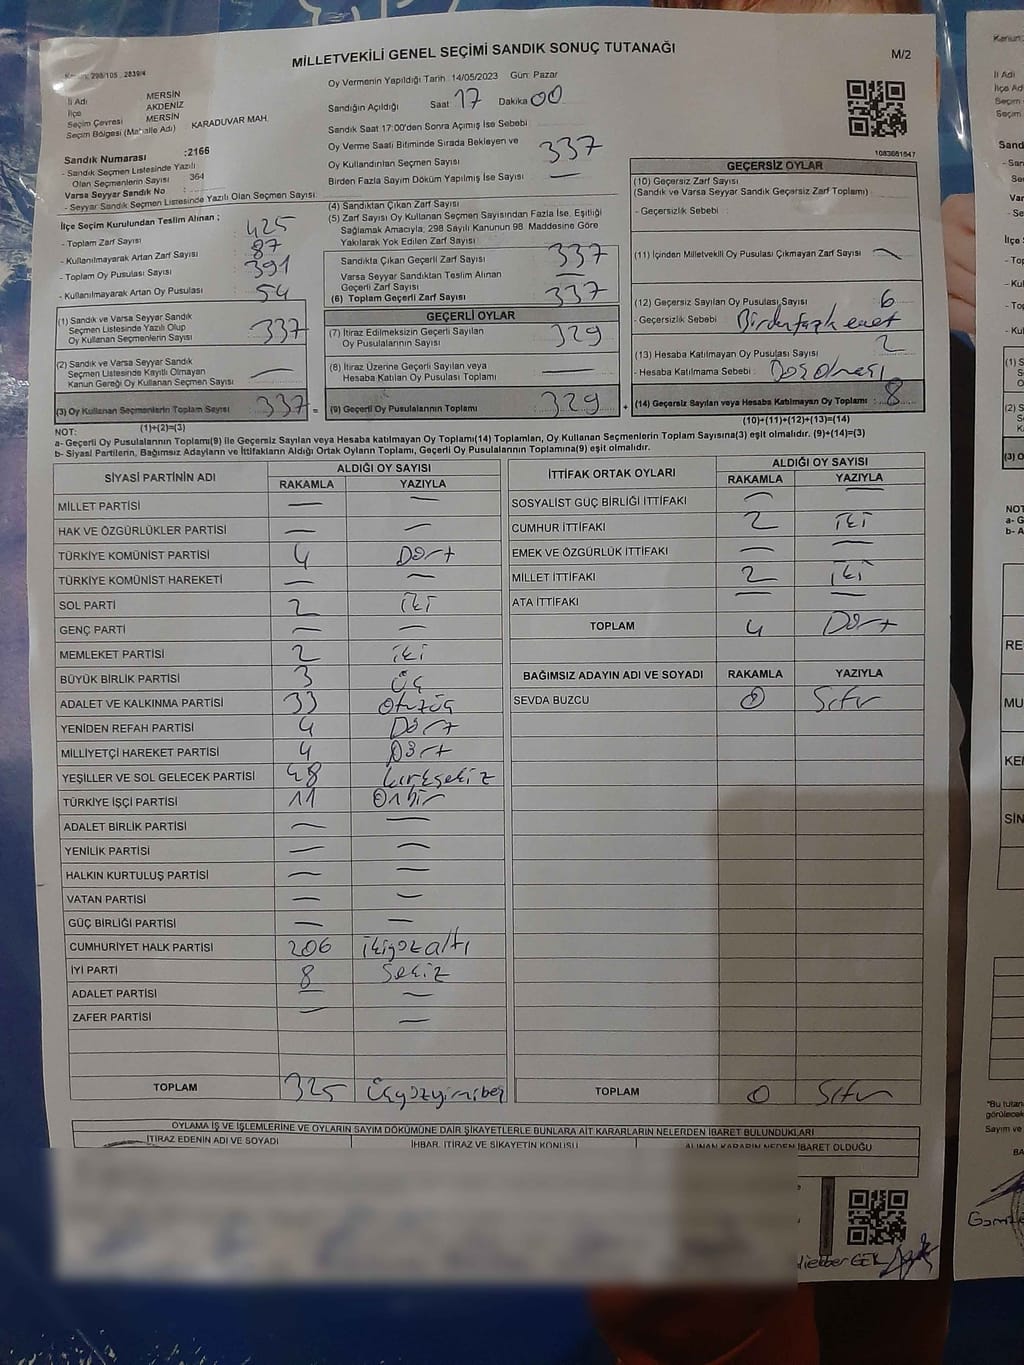 MİLLETVEKİLİ GENEL SEÇİMİ SANDIK SONUÇ TUTANAĞI
M/2
Kanun: 298/105 , 2839/4
Oy Vermenin Yapıldığı Tarih : 14/05/2023 Gün: Pazar
İl Adı MERSİN
İlçe AKDENİZ
Seçim Çevresi MERSİN
Seçim Bölgesi (Mahalle Adı) KARADUVAR MAH.
Sandığın Açıldığı Saat 17 Dakika 00
Sandık Saat 17:00'den Sonra Açılmış İse Sebebi
Oy Verme Saati Bitiminde Sırada Bekleyen ve
Oy Kullandırılan Seçmen Sayısı 337
Birden Fazla Sayım Döküm Yapılmış İse Sayısı —
1083661647
Sandık Numarası :2166
- Sandık Seçmen Listesinde Yazılı
Olan Seçmenlerin Sayısı 364
Varsa Seyyar Sandık No :
- Seyyar Sandık Seçmen Listesinde Yazılı Olan Seçmen Sayısı:
İlçe Seçim Kurulundan Teslim Alınan ;
- Toplam Zarf Sayısı : 425
- Kullanılmayarak Artan Zarf Sayısı : 87
- Toplam Oy Pusulası Sayısı : 391
- Kullanılmayarak Artan Oy Pusulası : 54
(1) Sandık ve Varsa Seyyar Sandık
Seçmen Listesinde Yazılı Olup
Oy Kullanan Seçmenlerin Sayısı : 337
(2) Sandık ve Varsa Seyyar Sandık
Seçmen Listesinde Kayıtlı Olmayan
Kanun Gereği Oy Kullanan Seçmen Sayısı : —
(3) Oy Kullanan Seçmenlerin Toplam Sayısı : 337 =
(1)+(2)=(3)
(4) Sandıktan Çıkan Zarf Sayısı
(5) Zarf Sayısı Oy Kullanan Seçmen Sayısından Fazla İse, Eşitliği
Sağlamak Amacıyla, 298 Sayılı Kanunun 98. Maddesine Göre
Yakılarak Yok Edilen Zarf Sayısı
Sandıkta Çıkan Geçerli Zarf Sayısı : 337
Varsa Seyyar Sandıktan Teslim Alınan
Geçerli Zarf Sayısı : —
(6) Toplam Geçerli Zarf Sayısı : 337
GEÇERLİ OYLAR
(7) İtiraz Edilmeksizin Geçerli Sayılan
Oy Pusulalarının Sayısı : 329
(8) İtiraz Üzerine Geçerli Sayılan veya
Hesaba Katılan Oy Pusulası Toplamı : —
(9) Geçerli Oy Pusulalarının Toplamı : 329 +
GEÇERSİZ OYLAR
(10) Geçersiz Zarf Sayısı
(Sandık ve Varsa Seyyar Sandık Geçersiz Zarf Toplamı)
- Geçersizlik Sebebi :
(11) İçinden Milletvekili Oy Pusulası Çıkmayan Zarf Sayısı : —
(12) Geçersiz Sayılan Oy Pusulası Sayısı : 6
- Geçersizlik Sebebi : Birden fazla evet
(13) Hesaba Katılmayan Oy Pusulası Sayısı : 2
- Hesaba Katılmama Sebebi : Boş olması
(14) Geçersiz Sayılan veya Hesaba Katılmayan Oy Toplamı : 8
(10)+(11)+(12)+(13)=(14)
NOT:
a- Geçerli Oy Pusulalarının Toplamı(9) ile Geçersiz Sayılan veya Hesaba katılmayan Oy Toplamı(14) Toplamları, Oy Kullanan Seçmenlerin Toplam Sayısına(3) eşit olmalıdır. (9)+(14)=(3)
b- Siyasi Partilerin, Bağımsız Adayların ve İttifakların Aldığı Ortak Oyların Toplamı, Geçerli Oy Pusulalarının Toplamına(9) eşit olmalıdır.
SİYASİ PARTİNİN ADI ALDIĞI OY SAYISI
RAKAMLA YAZIYLA
MİLLET PARTİSİ — —
HAK VE ÖZGÜRLÜKLER PARTİSİ — —
TÜRKİYE KOMÜNİST PARTİSİ 4 Dört
TÜRKİYE KOMÜNİST HAREKETİ — —
SOL PARTİ 2 iki
GENÇ PARTİ — —
MEMLEKET PARTİSİ 2 iki
BÜYÜK BİRLİK PARTİSİ 3 Üç
ADALET VE KALKINMA PARTİSİ 33 Otuzüç
YENİDEN REFAH PARTİSİ 4 Dört
MİLLİYETÇİ HAREKET PARTİSİ 4 Dört
YEŞİLLER VE SOL GELECEK PARTİSİ 48 kırksekiz
TÜRKİYE İŞÇİ PARTİSİ 11 Onbir
ADALET BİRLİK PARTİSİ — —
YENİLİK PARTİSİ — —
HALKIN KURTULUŞ PARTİSİ — —
VATAN PARTİSİ — —
GÜÇ BİRLİĞİ PARTİSİ — —
CUMHURİYET HALK PARTİSİ 206 ikiyüzaltı
İYİ PARTİ 8 Sekiz
ADALET PARTİSİ — —
ZAFER PARTİSİ — —
TOPLAM 325 Üçyüzyirmibeş
İTTİFAK ORTAK OYLARI ALDIĞI OY SAYISI
RAKAMLA YAZIYLA
SOSYALİST GÜÇ BİRLİĞİ İTTİFAKI — —
CUMHUR İTTİFAKI 2 iki
EMEK VE ÖZGÜRLÜK İTTİFAKI — —
MİLLET İTTİFAKI 2 iki
ATA İTTİFAKI — —
TOPLAM 4 Dört
BAĞIMSIZ ADAYIN ADI VE SOYADI RAKAMLA YAZIYLA
SEVDA BUZCU 0 Sıfır
TOPLAM 0 Sıfır
OYLAMA İŞ VE İŞLEMLERİNE VE OYLARIN SAYIM DÖKÜMÜNE DAİR ŞİKAYETLERLE BUNLARA AİT KARARLARIN NELERDEN İBARET BULUNDUKLARI
İTİRAZ EDENİN ADI VE SOYADI İHBAR, İTİRAZ VE ŞİKAYETİN KONUSU ALINAN KARARIN NEDEN İBARET OLDUĞU